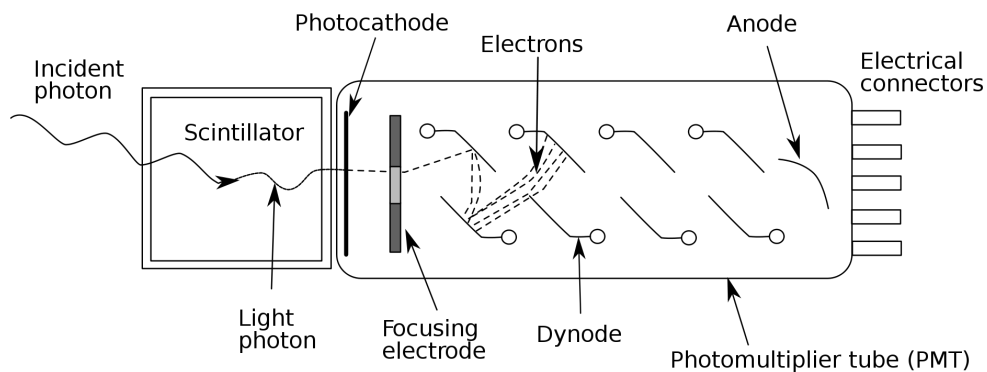 Photocathode
Anode
Electrons
Electrical
connectors
Incident
photon
Scintillator
Light
photon
Focusing
electrode
Dynode
Photomultiplier tube (PMT)